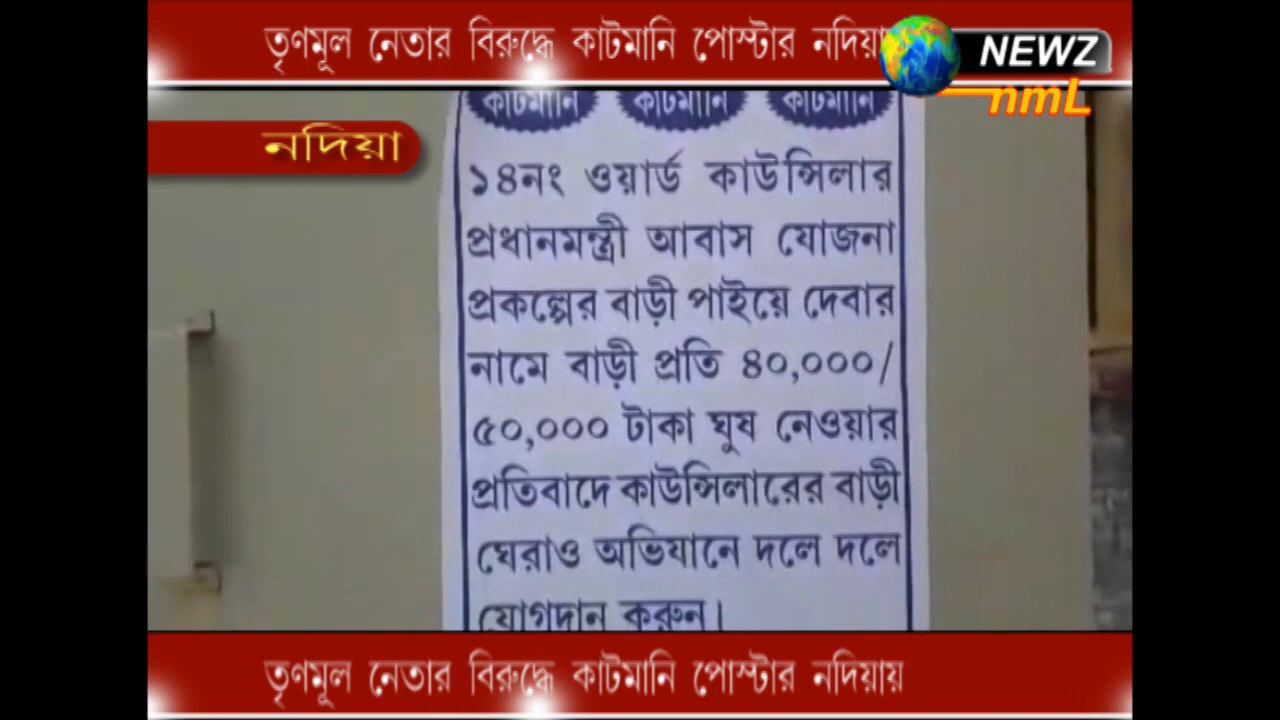 তৃণমূল নেতার বিরুদ্ধে কাটমানি পোস্টার নদিয়ায়
NEWZ
nmL
নদিয়া
কাটমানি কাটমানি কাটমানি
১৪নং ওয়ার্ড কাউন্সিলার
প্রধানমন্ত্রী আবাস যোজনা
প্রকল্পের বাড়ী পাইয়ে দেবার
নামে বাড়ী প্রতি ৪০,০০০/
৫০,০০০ টাকা ঘুষ নেওয়ার
প্রতিবাদে কাউন্সিলারের বাড়ী
ঘেরাও অভিযানে দলে দলে
যোগদান করুন।
তৃণমূল নেতার বিরুদ্ধে কাটমানি পোস্টার নদিয়ায়